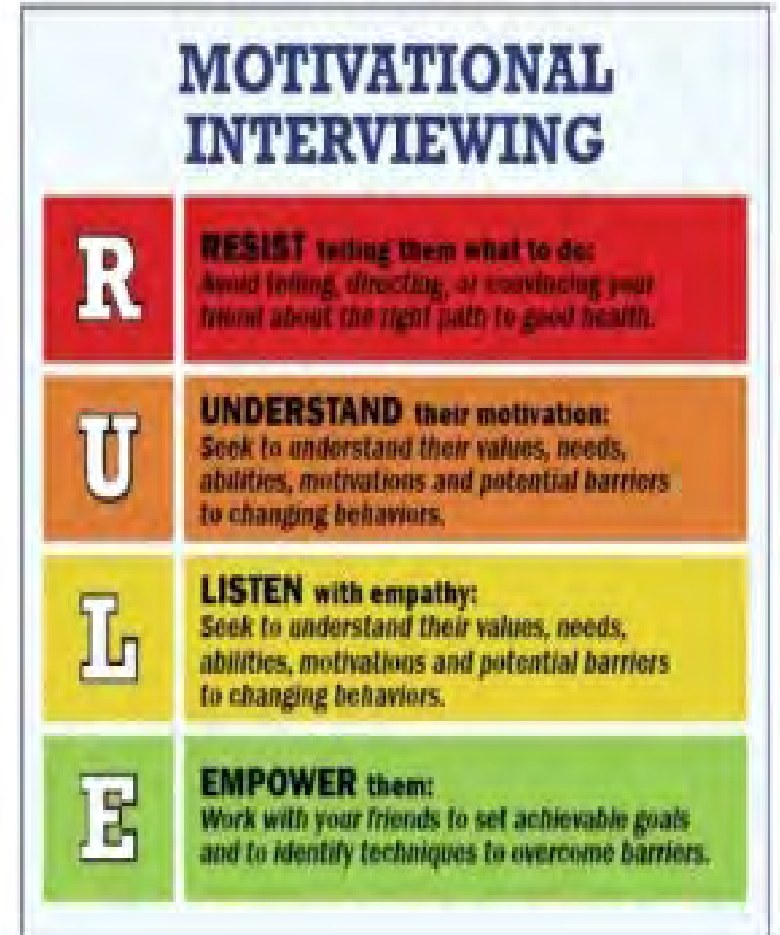 MOTIVATIONAL
INTERVIEWING
R
RESIST telling them what to do:
Avoid telling, directing, or convincing your
friend about the right path to good health.
U
UNDERSTAND their motivation:
Seek to understand their values, needs,
abilities, motivations and potential barriers
to changing behaviors.
L
LISTEN with empathy:
Seek to understand their values, needs,
abilities, motivations and potential barriers
to changing behaviors.
E
EMPOWER them:
Work with your friends to set achievable goals
and to identify techniques to overcome barriers.